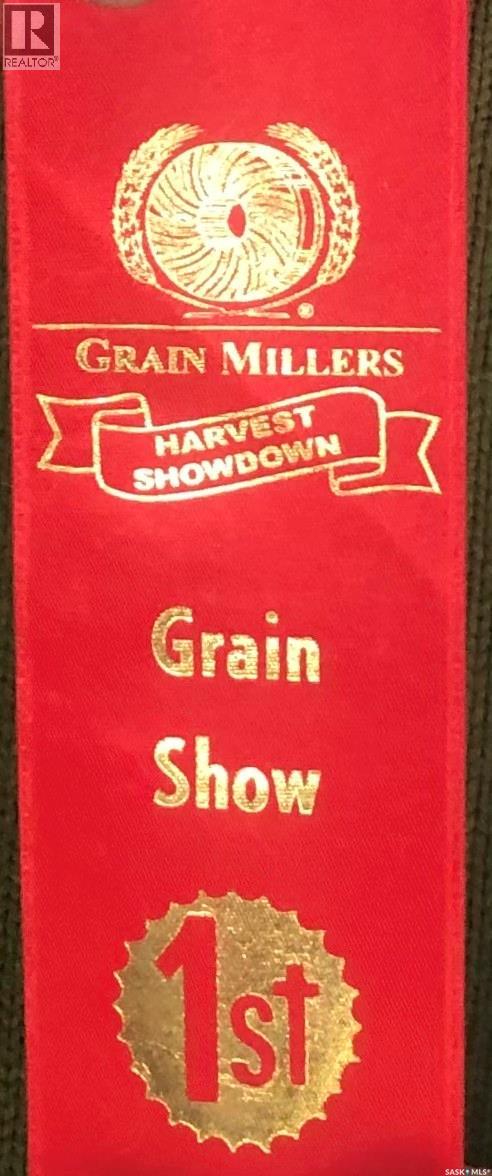 R
REALTOR®
®
GRAIN MILLERS
HARVEST
SHOWDOWN
Grain
Show
1st
SASK MLS®